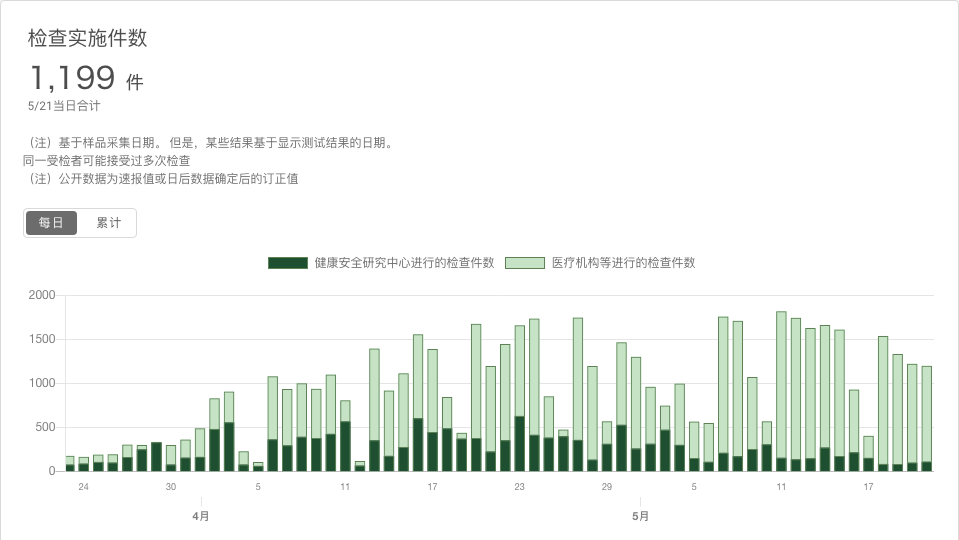 检查实施件数
1,199 件
5/21当日合计
（注）基于样品采集日期。 但是，某些结果基于显示测试结果的日期。
同一受检者可能接受过多次检查
（注）公开数据为速报值或日后数据确定后的订正值
每日 累计
健康安全研究中心进行的检查件数 医疗机构等进行的检查件数
2000
1500
1000
500
0
24 30 5 11 17 23 29 5 11 17
4月 5月